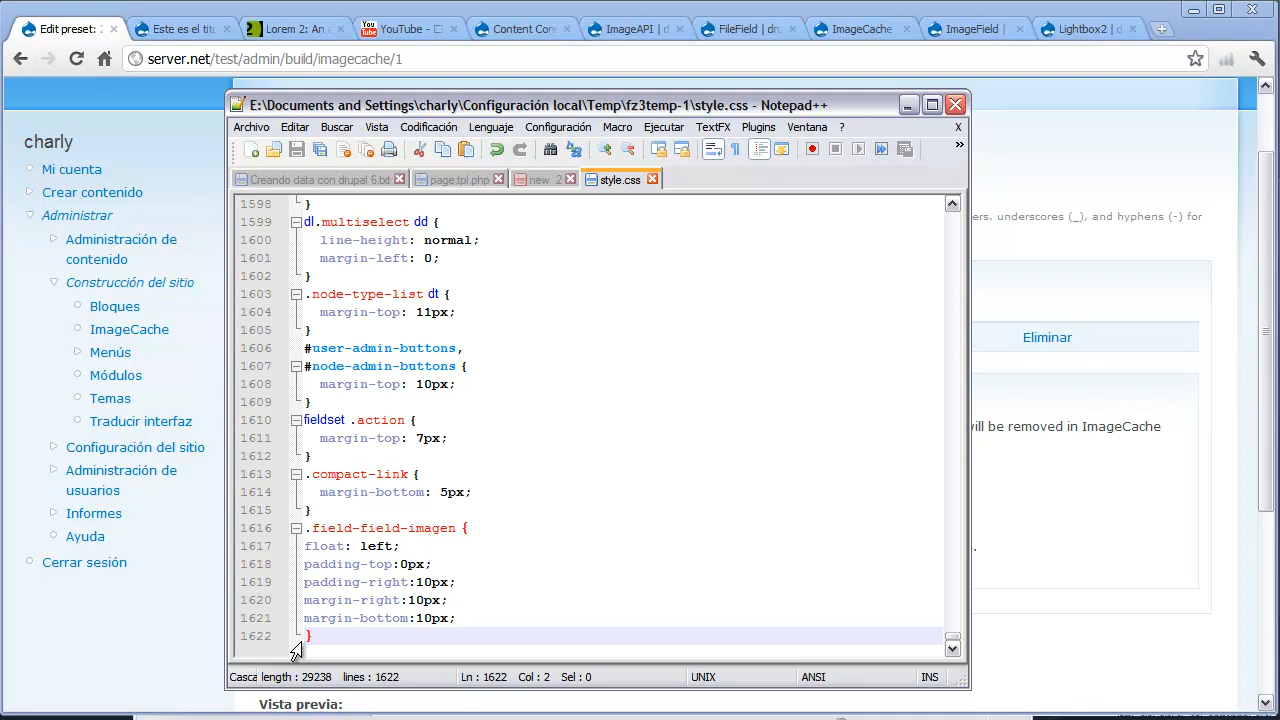 Edit preset: 2
Este es el titu
Lorem 2: An a
YouTube - 
Content Con
ImageAPI | d
FileField | dru
ImageCache
ImageField |
Lightbox2 | d
server.net/test/admin/build/imagecache/1
charly
Mi cuenta
Crear contenido
Administrar
Administración de
contenido
Construcción del sitio
Bloques
ImageCache
Menús
Módulos
Temas
Traducir interfaz
Configuración del sitio
Administración de
usuarios
Informes
Ayuda
Cerrar sesión
E:\Documents and Settings\charly\Configuración local\Temp\fz3temp-1\style.css - Notepad++
Archivo Editar Buscar Vista Codificación Lenguaje Configuración Macro Ejecutar TextFX Plugins Ventana ? X
»
Creando data con drupal 6.txt
page.tpl.php
new 2
style.css
1598 }
1599 dl.multiselect dd {
1600 line-height: normal;
1601 margin-left: 0;
1602 }
1603 .node-type-list dt {
1604 margin-top: 11px;
1605 }
1606 #user-admin-buttons,
1607 #node-admin-buttons {
1608 margin-top: 10px;
1609 }
1610 fieldset .action {
1611 margin-top: 7px;
1612 }
1613 .compact-link {
1614 margin-bottom: 5px;
1615 }
1616 .field-field-imagen {
1617 float: left;
1618 padding-top:0px;
1619 padding-right:10px;
1620 margin-right:10px;
1621 margin-bottom:10px;
1622 }
Casca length : 29238 lines : 1622 Ln : 1622 Col : 2 Sel : 0 UNIX ANSI INS
ers, underscores (_), and hyphens (-) for
Eliminar
ill be removed in ImageCache
Vista previa: